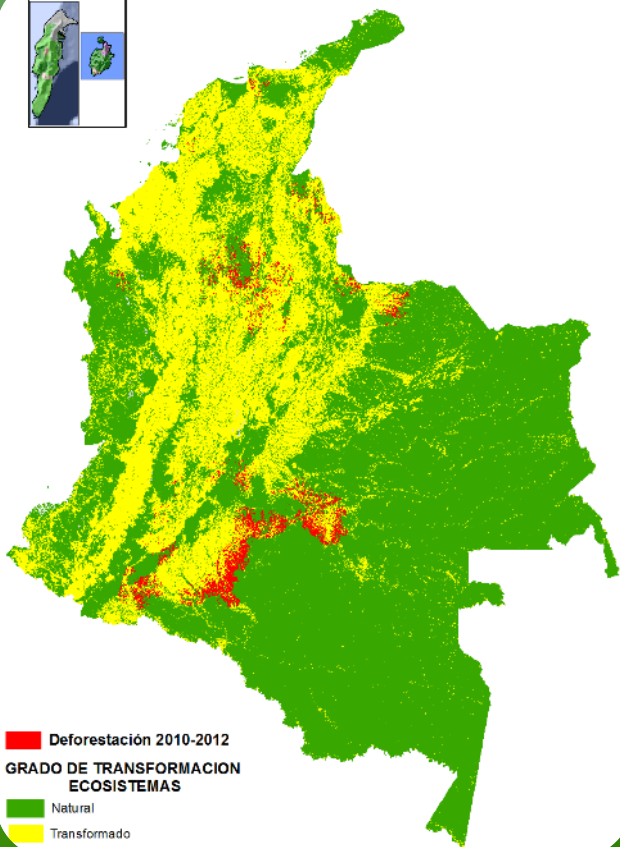 Deforestación 2010-2012
GRADO DE TRANSFORMACION
ECOSISTEMAS
Natural
Transformado